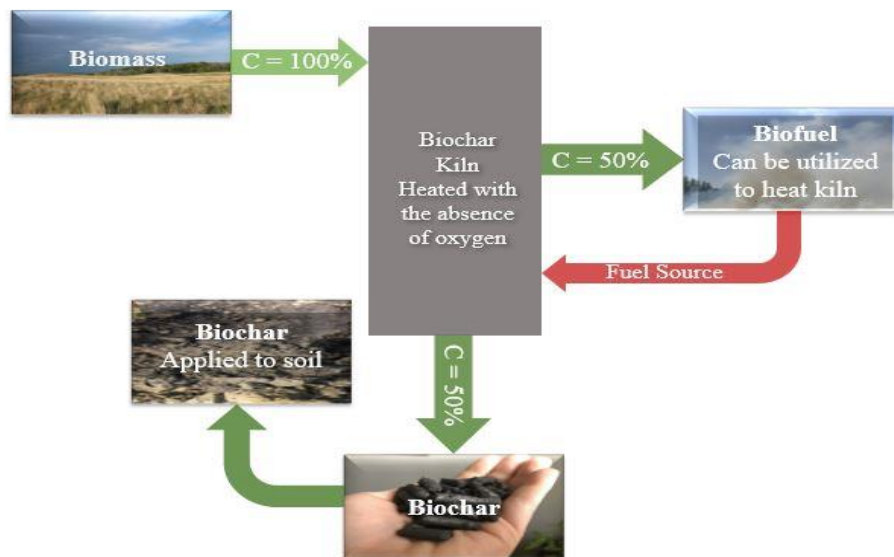 Biomass
C = 100%
Biochar
Kiln
Heated with
the absence
of oxygen
C = 50%
Biofuel
Can be utilized
to heat kiln
Fuel Source
C = 50%
Biochar
Applied to soil
Biochar